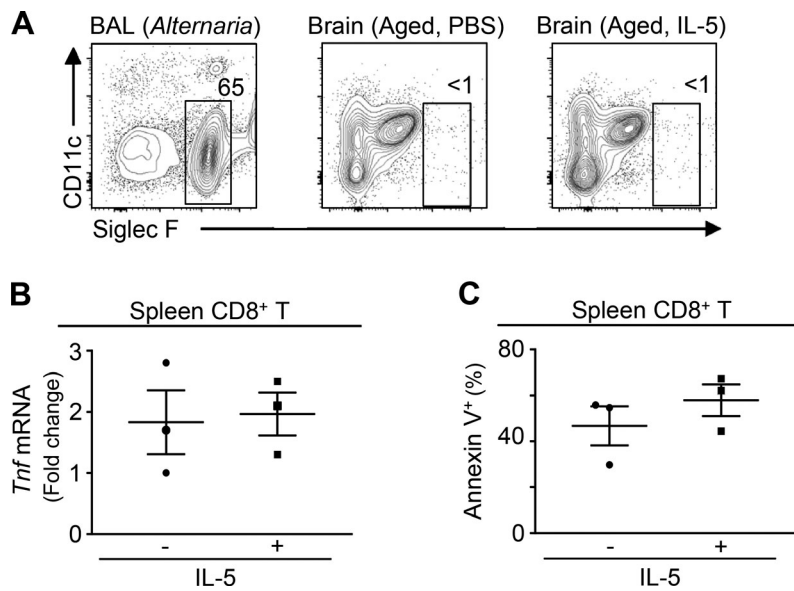 A
BAL (Alternaria)
Brain (Aged, PBS)
Brain (Aged, IL-5)
65
<1
<1
CD11c
Siglec F
B
Spleen CD8+ T
Tnf mRNA
(Fold change)
3
2
1
0
- +
IL-5
C
Spleen CD8+ T
Annexin V+ (%)
80
40
0
- +
IL-5